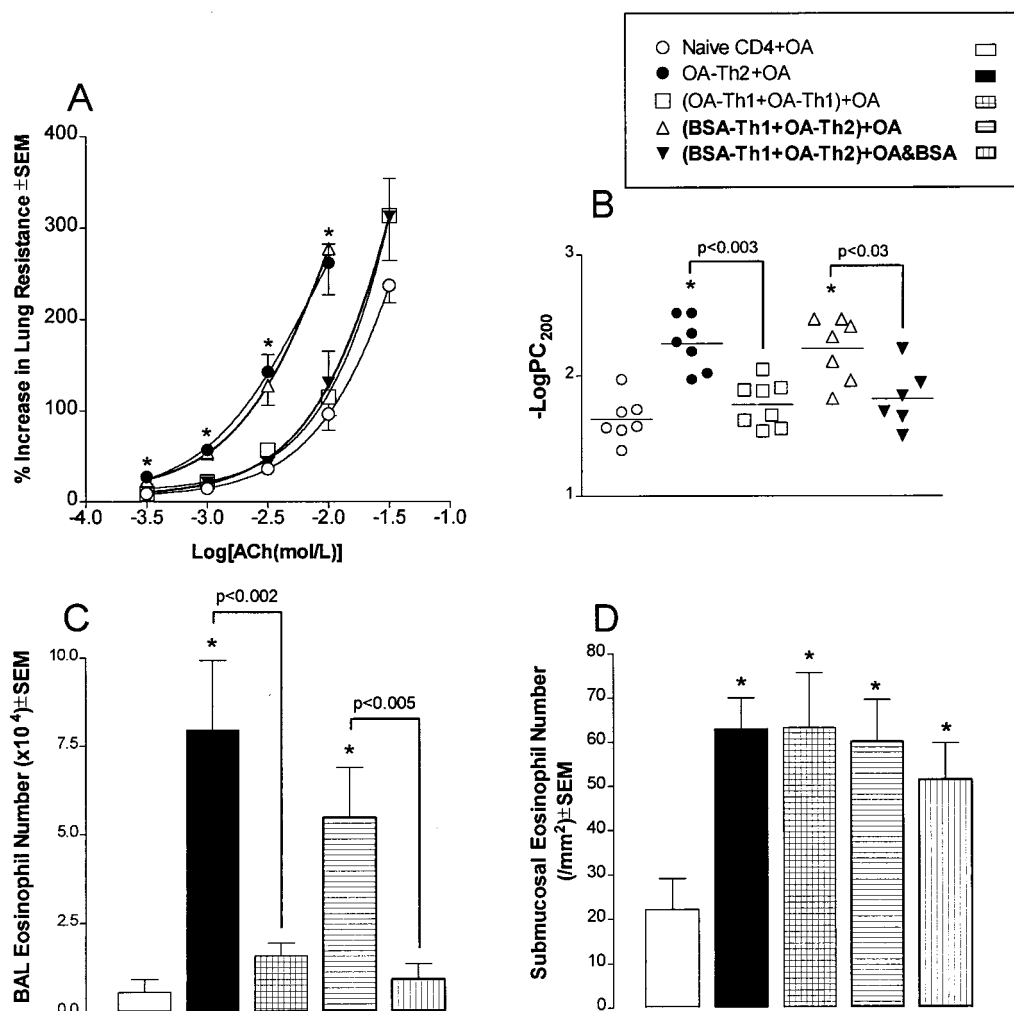 Naive CD4+OA
OA-Th2+OA
(OA-Th1+OA-Th1)+OA
(BSA-Th1+OA-Th2)+OA
(BSA-Th1+OA-Th2)+OA&BSA
A
% Increase in Lung Resistance ±SEM
400
300
200
100
0
*
*
*
*
-4.0
-3.5
-3.0
-2.5
-2.0
-1.5
-1.0
Log[ACh(mol/L)]
B
-LogPC200
3
2
1
p<0.003
*
p<0.03
*
C
BAL Eosinophil Number (x10⁴)±SEM
10.0
7.5
5.0
2.5
0.0
p<0.002
*
p<0.005
*
D
Submucosal Eosinophil Number
(/mm²)±SEM
80
70
60
50
40
30
20
10
0
*
*
*
*